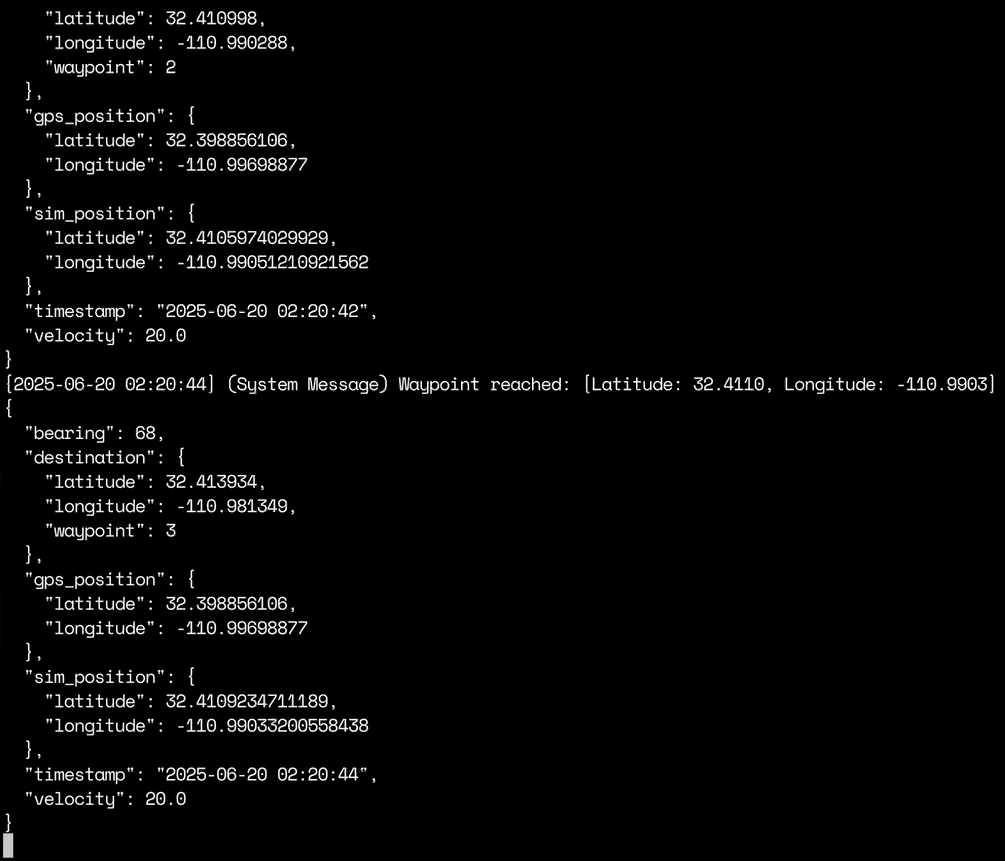 "latitude": 32.410998,
    "longitude": -110.990288,
    "waypoint": 2
  },
  "gps_position": {
    "latitude": 32.398856106,
    "longitude": -110.99698877
  },
  "sim_position": {
    "latitude": 32.4105974029929,
    "longitude": -110.99051210921562
  },
  "timestamp": "2025-06-20 02:20:42",
  "velocity": 20.0
}
[2025-06-20 02:20:44] (System Message) Waypoint reached: [Latitude: 32.4110, Longitude: -110.9903]
{
  "bearing": 68,
  "destination": {
    "latitude": 32.413934,
    "longitude": -110.981349,
    "waypoint": 3
  },
  "gps_position": {
    "latitude": 32.398856106,
    "longitude": -110.99698877
  },
  "sim_position": {
    "latitude": 32.4109234711189,
    "longitude": -110.99033200558438
  },
  "timestamp": "2025-06-20 02:20:44",
  "velocity": 20.0
}